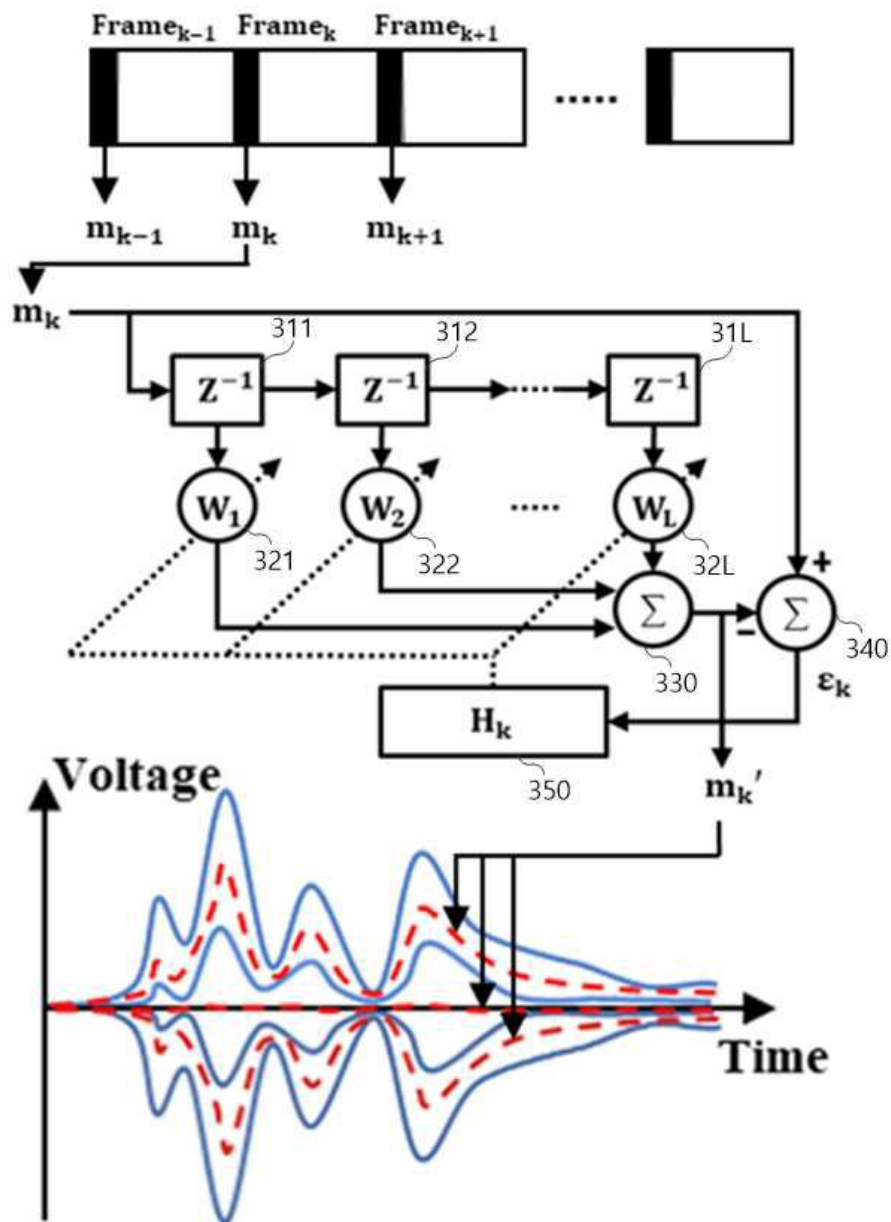 Frame_{k−1} Frame_k Frame_{k+1}
.....
m_{k−1} m_k m_{k+1}
m_k
311 312 31L
Z^{−1} Z^{−1} Z^{−1}
W_1 W_2 W_L
321 322 32L
+
Σ − Σ
330 340
ε_k
H_k
350
m_k′
Voltage
Time